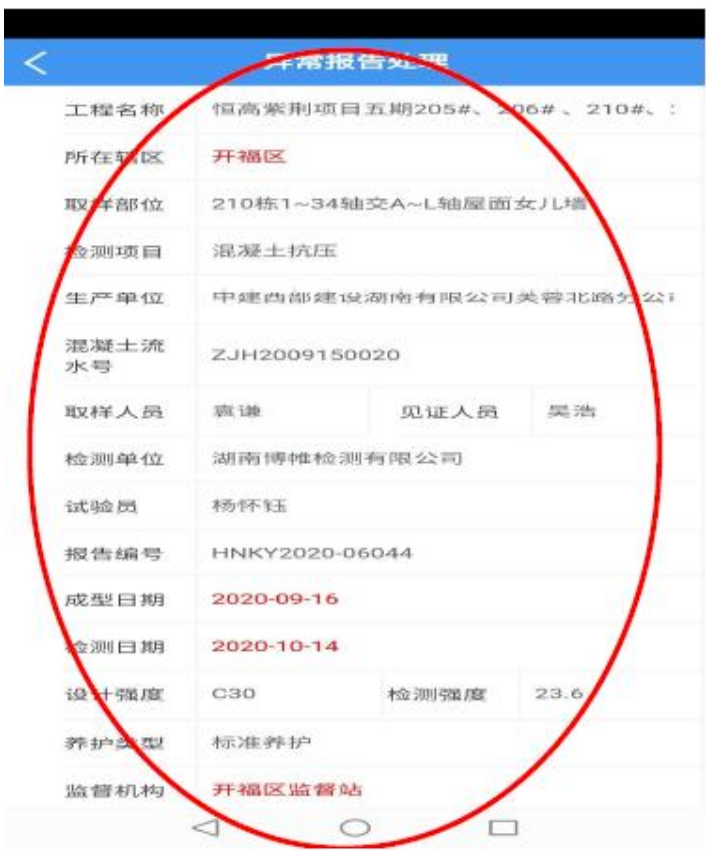 异常报告处理
工程名称 恒高紫荆项目五期205#、206#、210#、
所在辖区 开福区
取样部位 210栋1~34轴交A~L轴屋面女儿墙
检测项目 混凝土抗压
生产单位 中建西部建设湖南有限公司芙蓉北路分公
混凝土流
水号 ZJH2009150020
取样人员 袁谦 见证人员 吴浩
检测单位 湖南博帷检测有限公司
试验员 杨怀钰
报告编号 HNKY2020-06044
成型日期 2020-09-16
检测日期 2020-10-14
设计强度 C30 检测强度 23.6
养护类型 标准养护
监督机构 开福区监督站